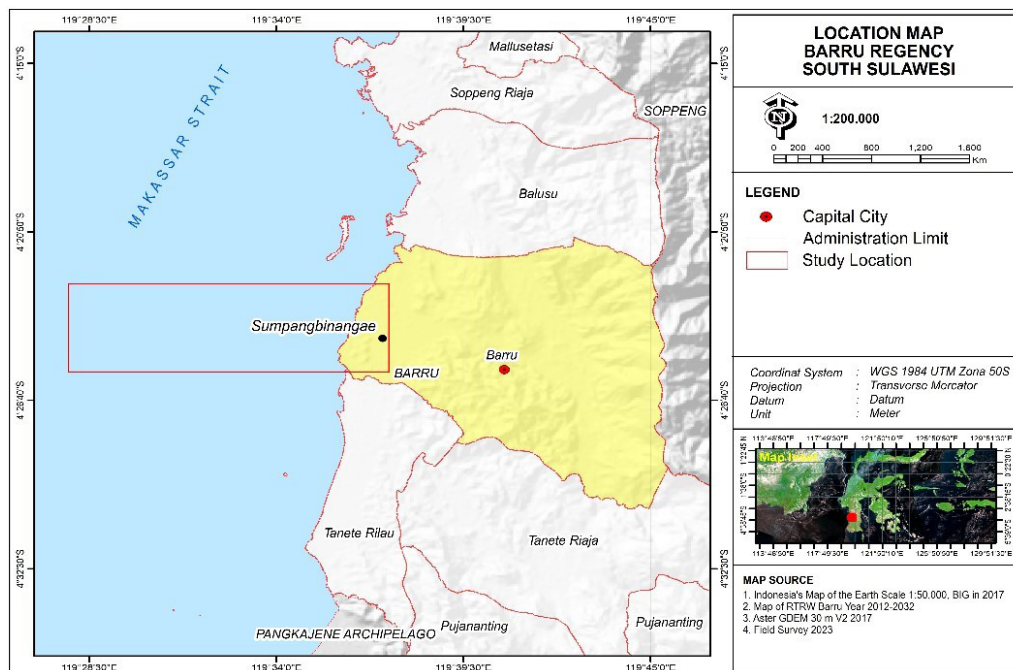 119°28'30"E 119°34'0"E 119°39'30"E 119°45'0"E
4°15'0"S
4°20'50"S
4°26'40"S
4°32'30"S
MAKASSAR STRAIT
Mallusetasi
Soppeng Riaja
SOPPENG
Balusu
Sumpangbinangae
Barru
BARRU
Tanete Rilau
Tanete Riaja
PANGKAJENE ARCHIPELAGO
Pujananting
Pujananting
4°15'0"S
4°20'50"S
4°26'40"S
4°32'30"S
119°28'30"E 119°34'0"E 119°39'30"E 119°45'0"E
LOCATION MAP
BARRU REGENCY
SOUTH SULAWESI
N
1:200.000
0 200 400 800 1.200 1.600
Km
LEGEND
Capital City
Administration Limit
Study Location
Coordinat System : WGS 1984 UTM Zona 50S
Projection : Transverse Mercator
Datum : Datum
Unit : Meter
Map Inset
MAP SOURCE
1. Indonesia's Map of the Earth Scale 1:50.000, BIG in 2017
2. Map of RTRW Barru Year 2012-2032
3. Aster GDEM 30 m V2 2017
4. Field Survey 2023